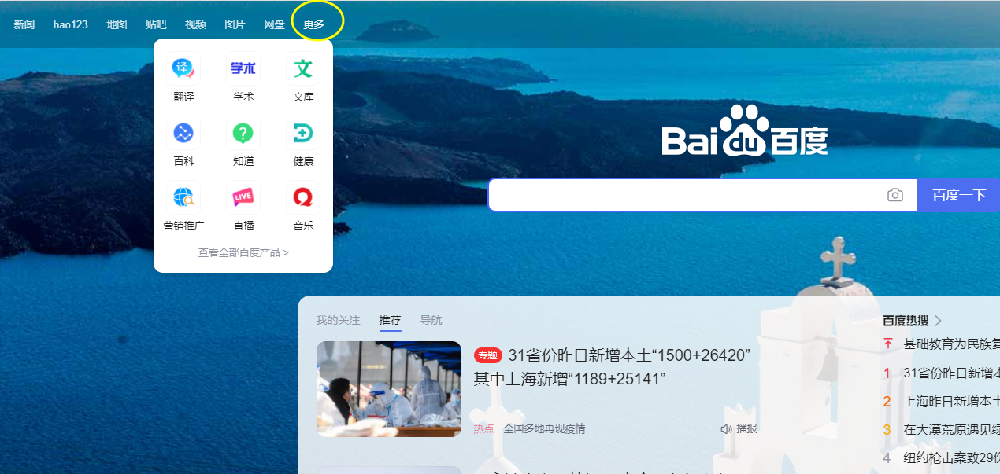 新闻 hao123 地图 贴吧 视频 图片 网盘 更多
译 学术 文
翻译 学术 文库
百科 知道 健康
LIVE
营销推广 直播 音乐
查看全部百度产品 >
Bai du 百度
百度一下
我的关注 推荐 导航
专题 31省份昨日新增本土“1500+26420”
其中上海新增“1189+25141”
热点 全国多地再现疫情 播报
百度热搜
基础教育为民族复
1 31省份昨日新增本
2 上海昨日新增本土
3 在大漠荒原遇见绿
4 纽约枪击案致29伤